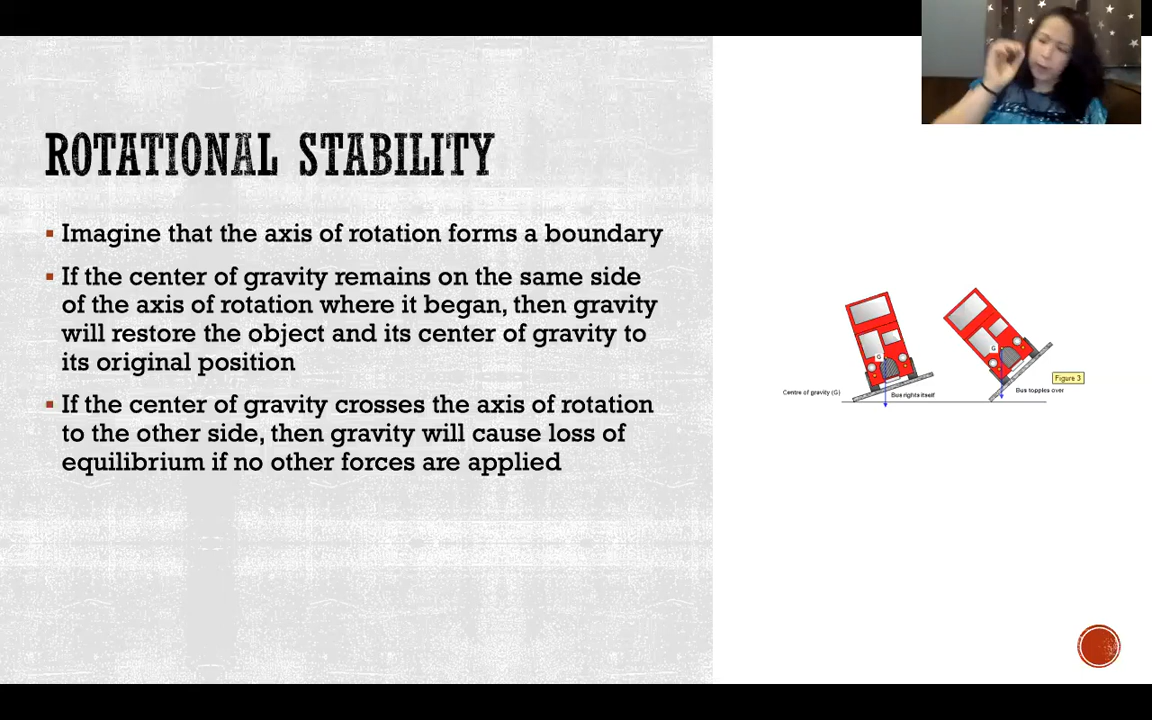 ROTATIONAL STABILITY
Imagine that the axis of rotation forms a boundary
If the center of gravity remains on the same side
of the axis of rotation where it began, then gravity
will restore the object and its center of gravity to
its original position
If the center of gravity crosses the axis of rotation
to the other side, then gravity will cause loss of
equilibrium if no other forces are applied
G
G
Figure 3
Centre of gravity (G)
Bus rights itself
Bus topples over